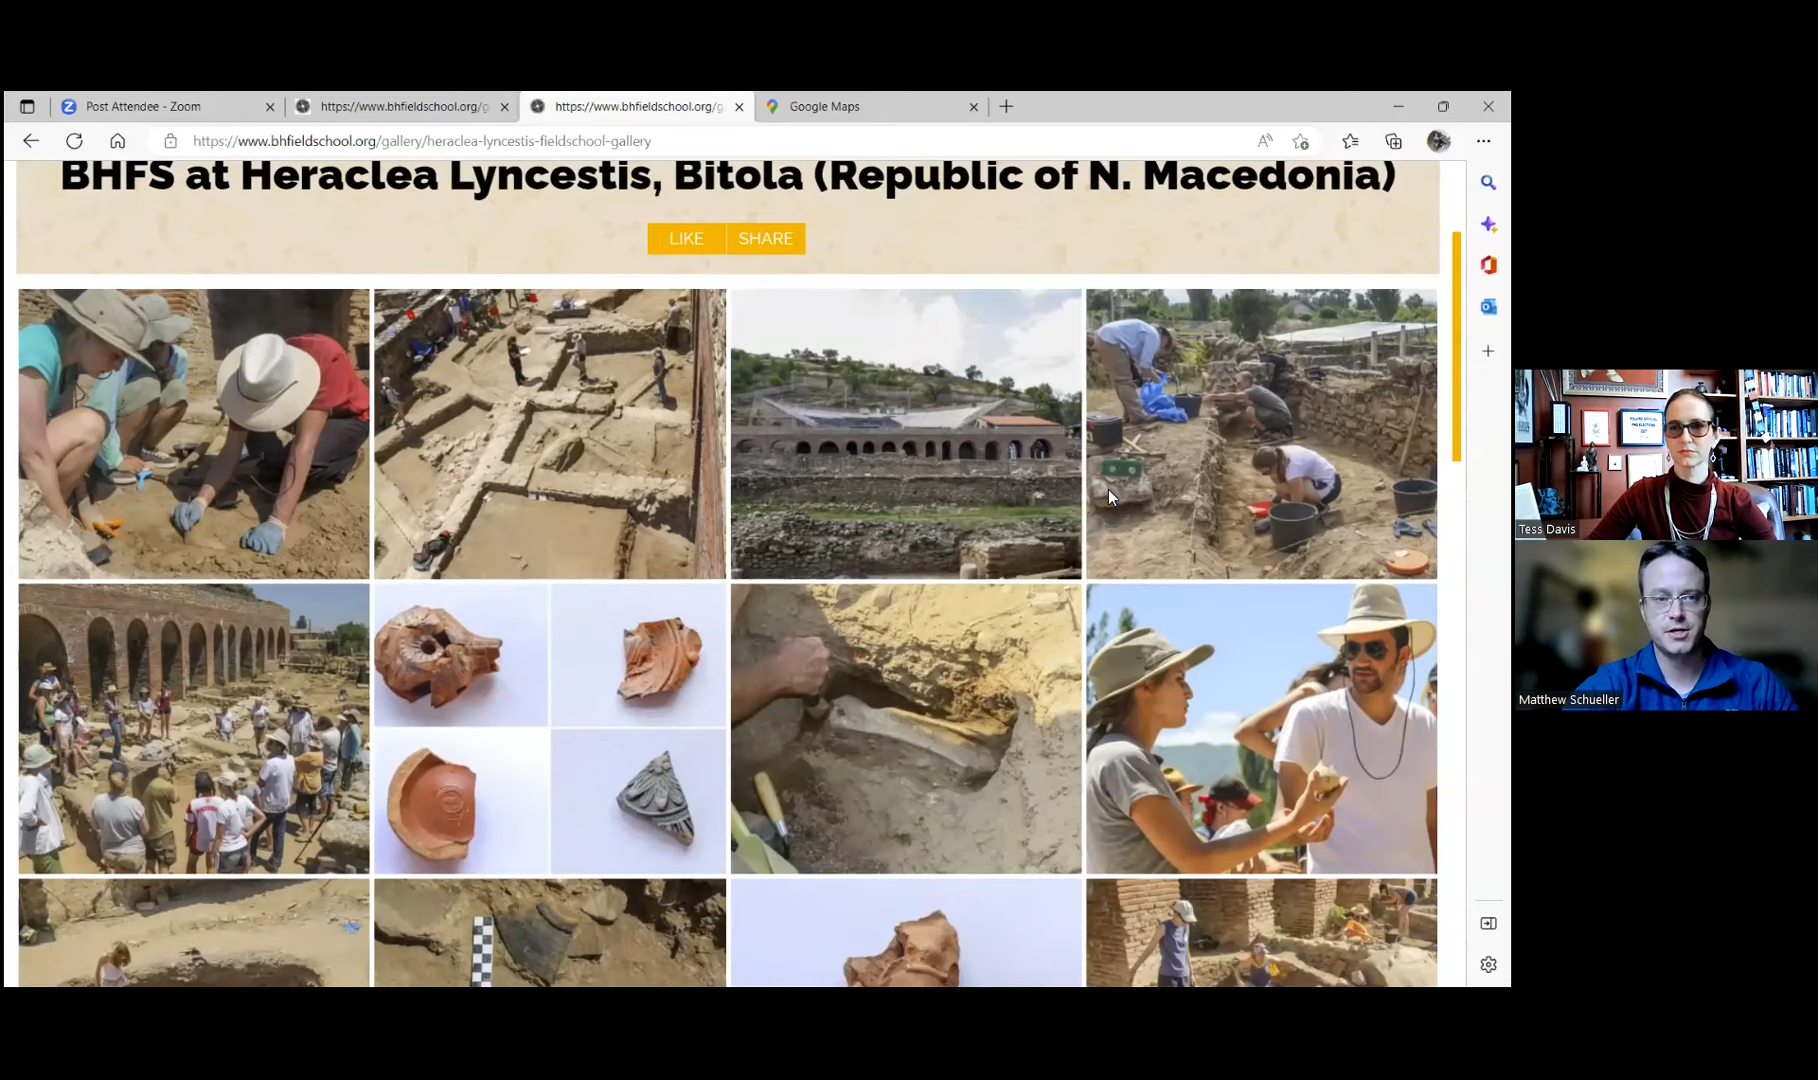 Post Attendee - Zoom
https://www.bhfieldschool.org/g
https://www.bhfieldschool.org/g
Google Maps
https://www.bhfieldschool.org/gallery/heraclea-lyncestis-fieldschool-gallery
BHFS at Heraclea Lyncestis, Bitola (Republic of N. Macedonia)
LIKE
SHARE
Tess Davis
Matthew Schueller